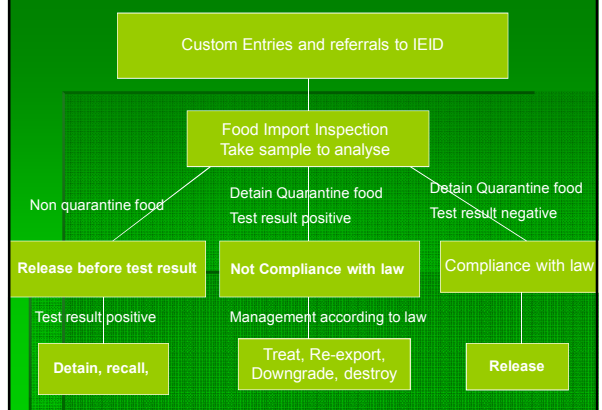 Custom Entries and referrals to IEID
Food Import Inspection
Take sample to analyse
Non quarantine food
Detain Quarantine food
Test result positive
Detain Quarantine food
Test result negative
Release before test result
Not Compliance with law
Compliance with law
Test result positive
Management according to law
Detain, recall,
Treat, Re-export,
Downgrade, destroy
Release